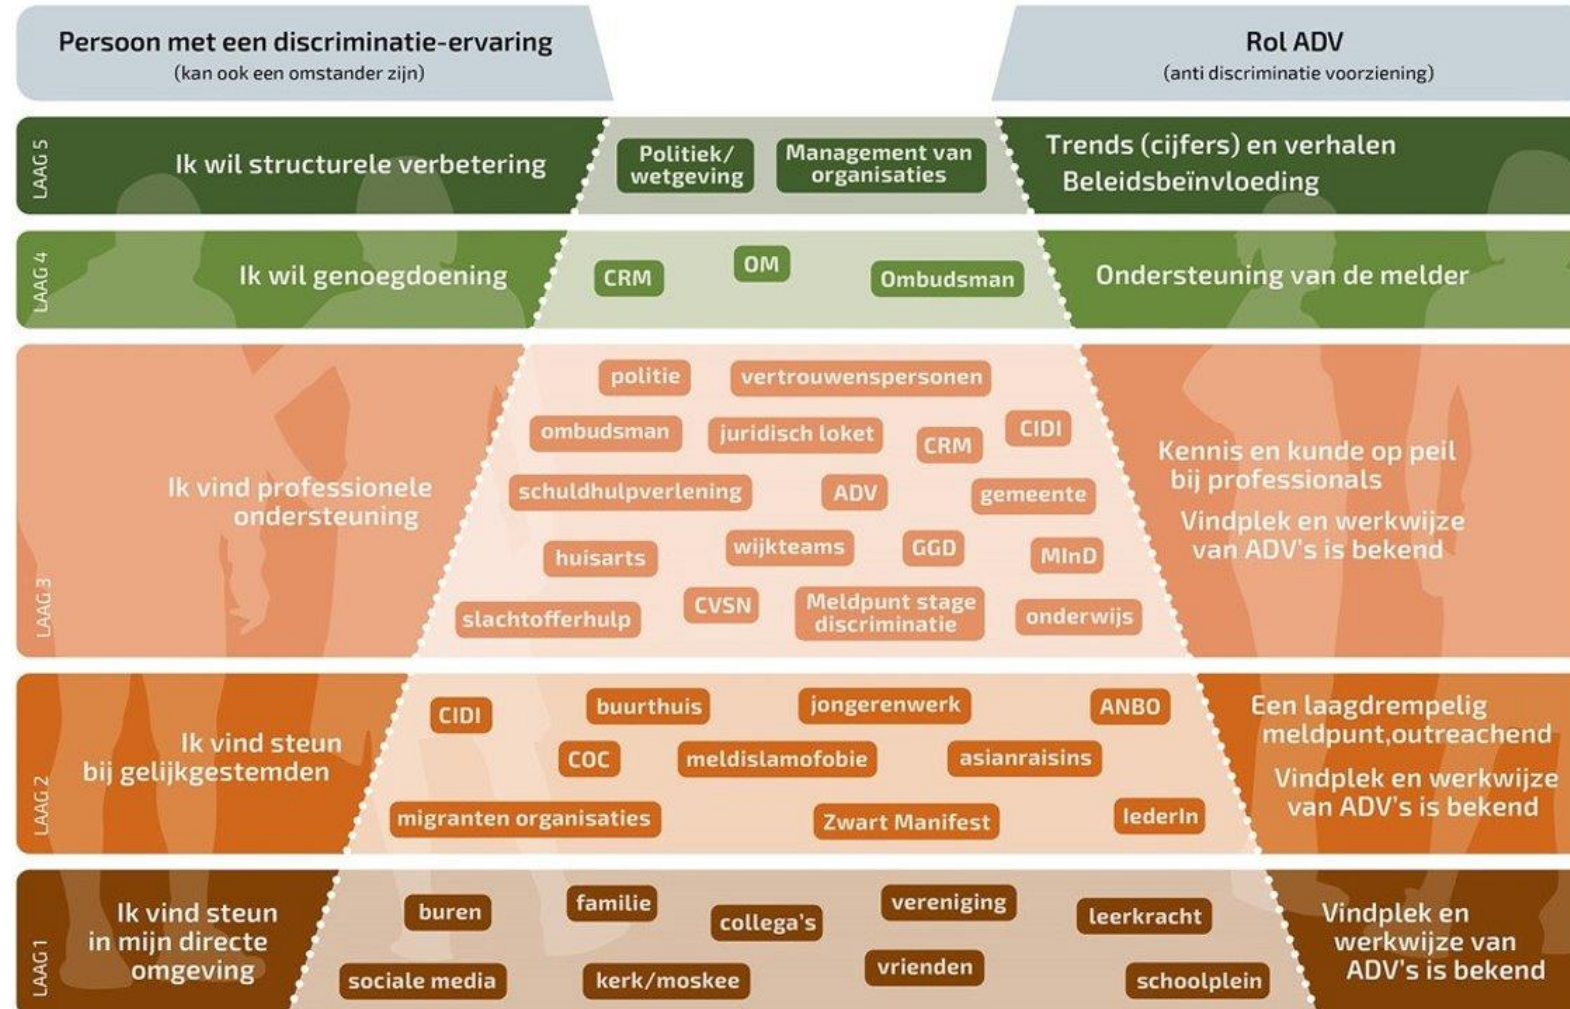 Persoon met een discriminatie-ervaring
(kan ook een omstander zijn)
Rol ADV
(anti discriminatie voorziening)
LAAG 5
Ik wil structurele verbetering
Politiek/
wetgeving
Management van
organisaties
Trends (cijfers) en verhalen
Beleidsbeïnvloeding
LAAG 4
Ik wil genoegdoening
CRM
OM
Ombudsman
Ondersteuning van de melder
LAAG 3
Ik vind professionele
ondersteuning
politie
vertrouwenspersonen
ombudsman
juridisch loket
CRM
CIDI
schuldhulpverlening
ADV
gemeente
huisarts
wijkteams
GGD
MInD
slachtofferhulp
CVSN
Meldpunt stage
discriminatie
onderwijs
Kennis en kunde op peil
bij professionals
Vindplek en werkwijze
van ADV's is bekend
LAAG 2
Ik vind steun
bij gelijkgestemden
CIDI
buurthuis
jongerenwerk
ANBO
COC
meldislamofobie
asianraisins
migranten organisaties
Zwart Manifest
IederIn
Een laagdrempelig
meldpunt,outreachend
Vindplek en werkwijze
van ADV's is bekend
LAAG 1
Ik vind steun
in mijn directe
omgeving
buren
familie
collega's
vereniging
leerkracht
sociale media
kerk/moskee
vrienden
schoolplein
Vindplek en
werkwijze van
ADV's is bekend